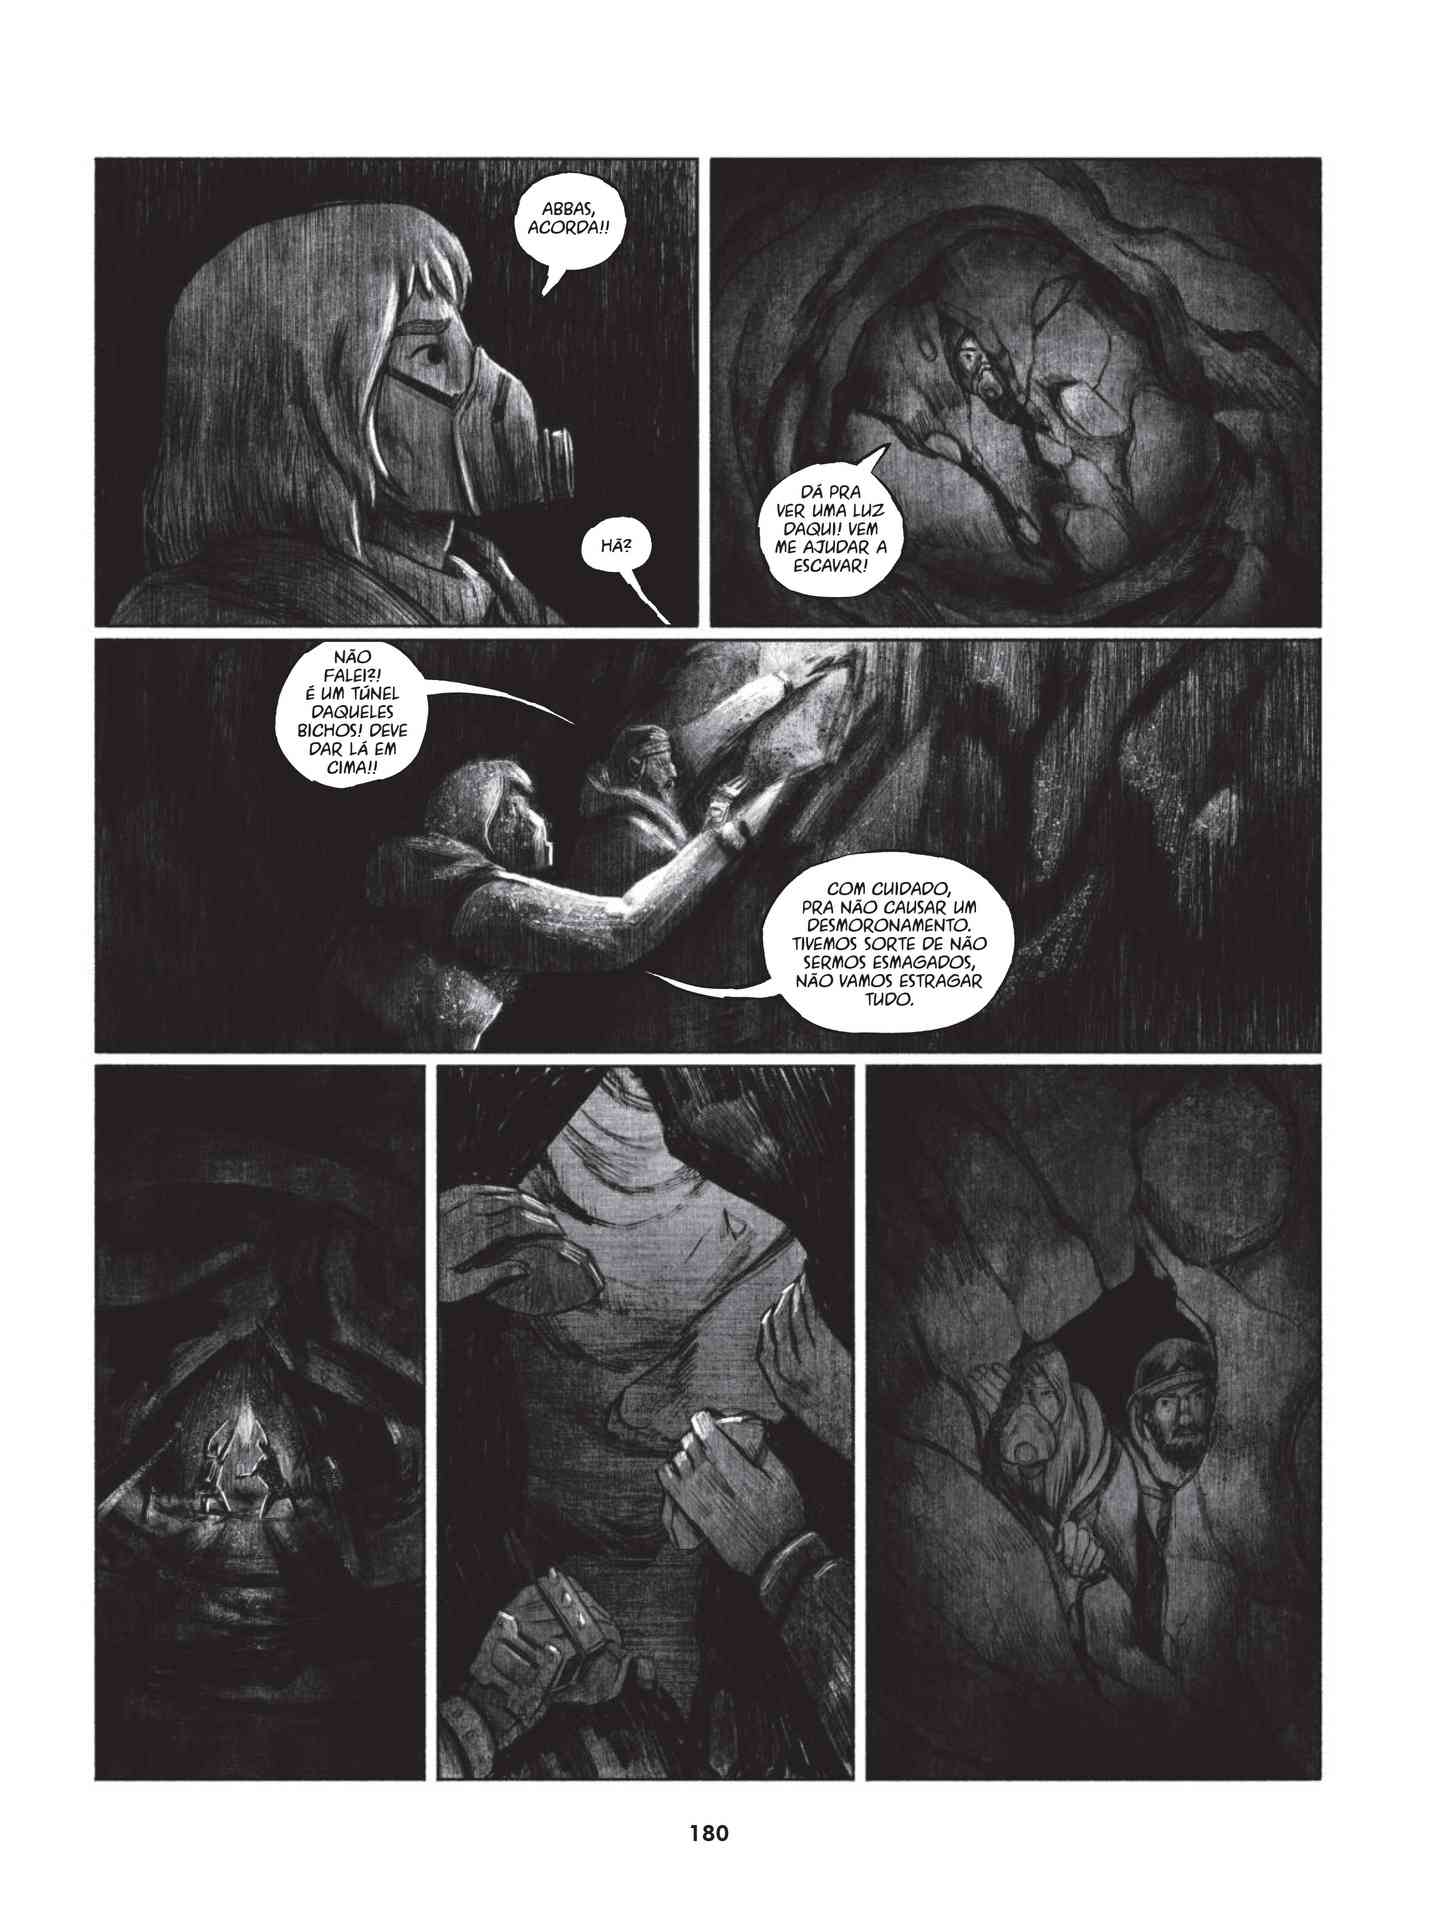 ABBAS,
ACORDA!!
HÃ?
DÁ PRA
VER UMA LUZ
DAQUI! VEM
ME AJUDAR A
ESCAVAR!
NÃO
FALEI?!
É UM TÚNEL
DAQUELES
BICHOS! DEVE
DAR LÁ EM
CIMA!!
COM CUIDADO,
PRA NÃO CAUSAR UM
DESMORONAMENTO.
TIVEMOS SORTE DE NÃO
SERMOS ESMAGADOS,
NÃO VAMOS ESTRAGAR
TUDO.
180